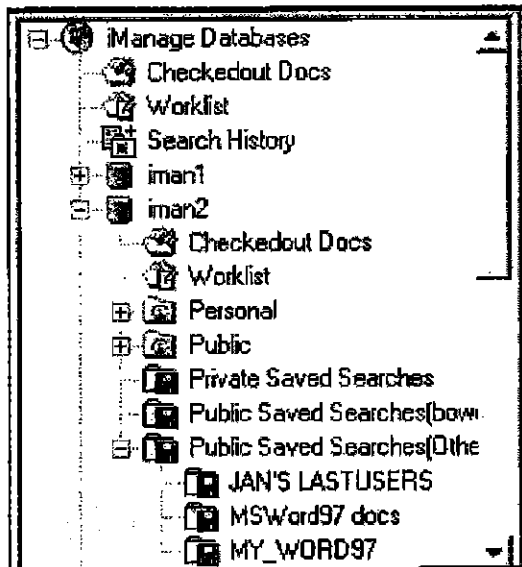 iManage Databases
Checkedout Docs
Worklist
Search History
iman1
iman2
Checkedout Docs
Worklist
Personal
Public
Private Saved Searches
Public Saved Searches(bow
Public Saved Searches(Othe
JAN'S LASTUSERS
MSWord97 docs
MY_WORD97